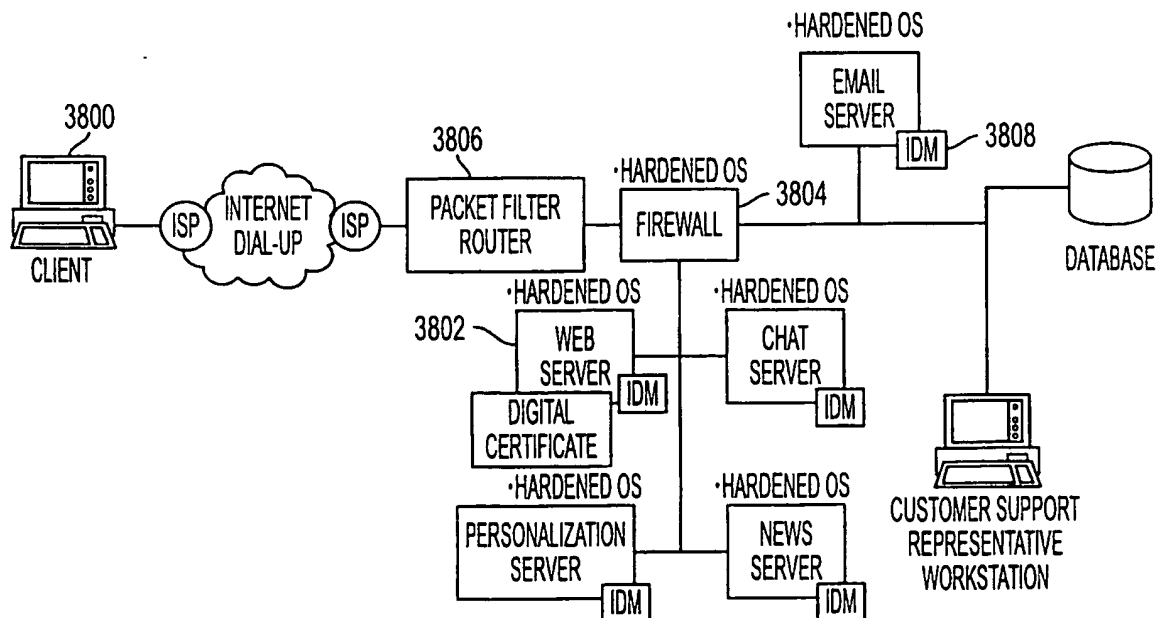 ·HARDENED OS
EMAIL
SERVER
IDM
3808
3800
3806
·HARDENED OS
3804
ISP
INTERNET
DIAL-UP
ISP
PACKET FILTER
ROUTER
FIREWALL
CLIENT
DATABASE
·HARDENED OS
·HARDENED OS
3802
WEB
SERVER
IDM
CHAT
SERVER
IDM
DIGITAL
CERTIFICATE
·HARDENED OS
·HARDENED OS
PERSONALIZATION
SERVER
IDM
NEWS
SERVER
IDM
CUSTOMER SUPPORT
REPRESENTATIVE
WORKSTATION